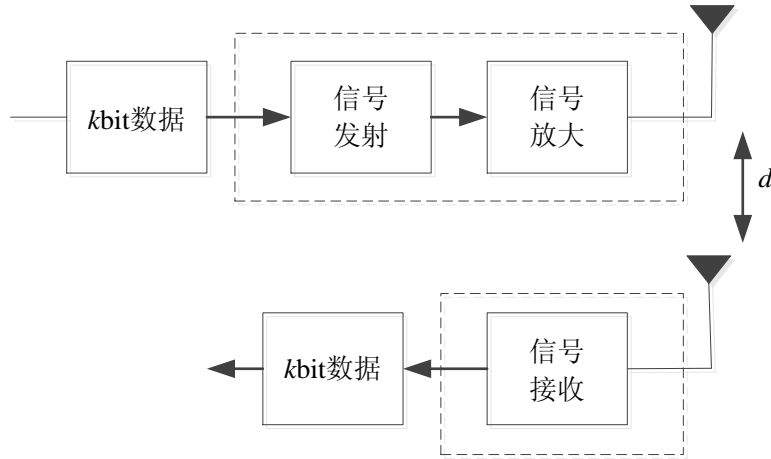 kbit数据
信号
发射
信号
放大
d
kbit数据
信号
接收